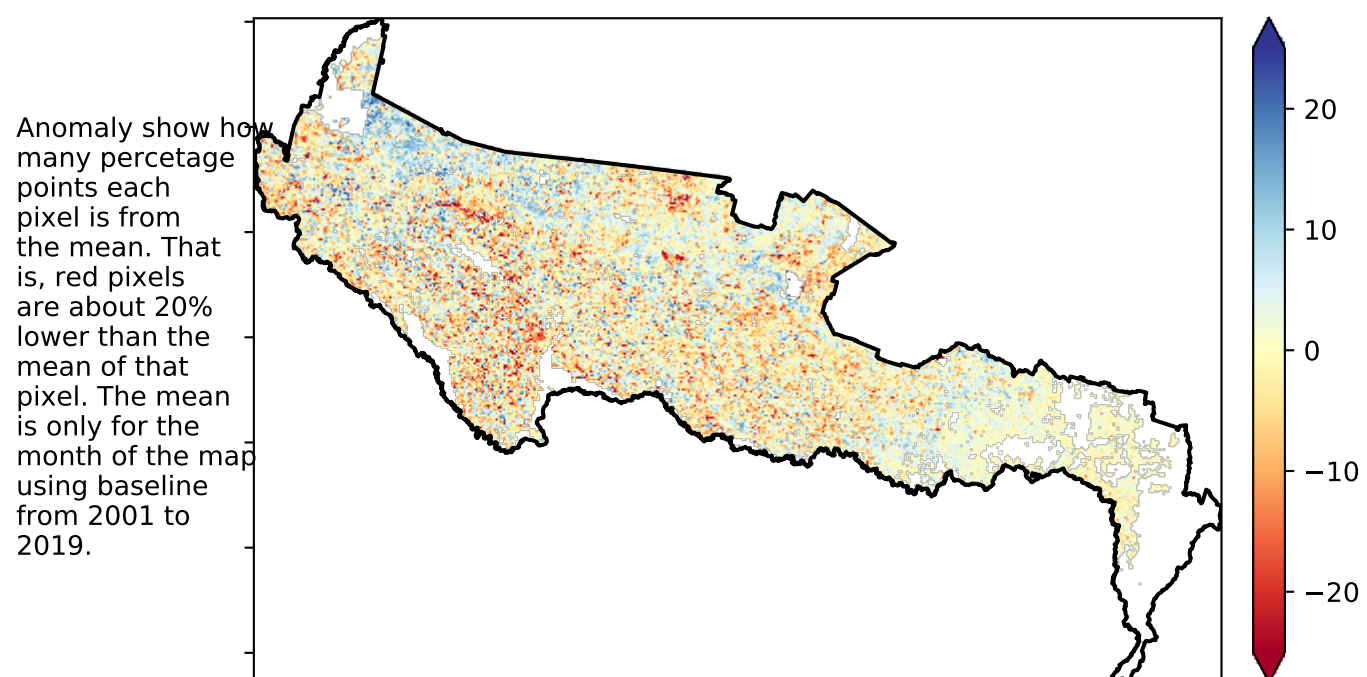 Anomaly show how
many percetage
points each
pixel is from
the mean. That
is, red pixels
are about 20%
lower than the
mean of that
pixel. The mean
is only for the
month of the map
using baseline
from 2001 to
2019.
20
10
0
−10
−20